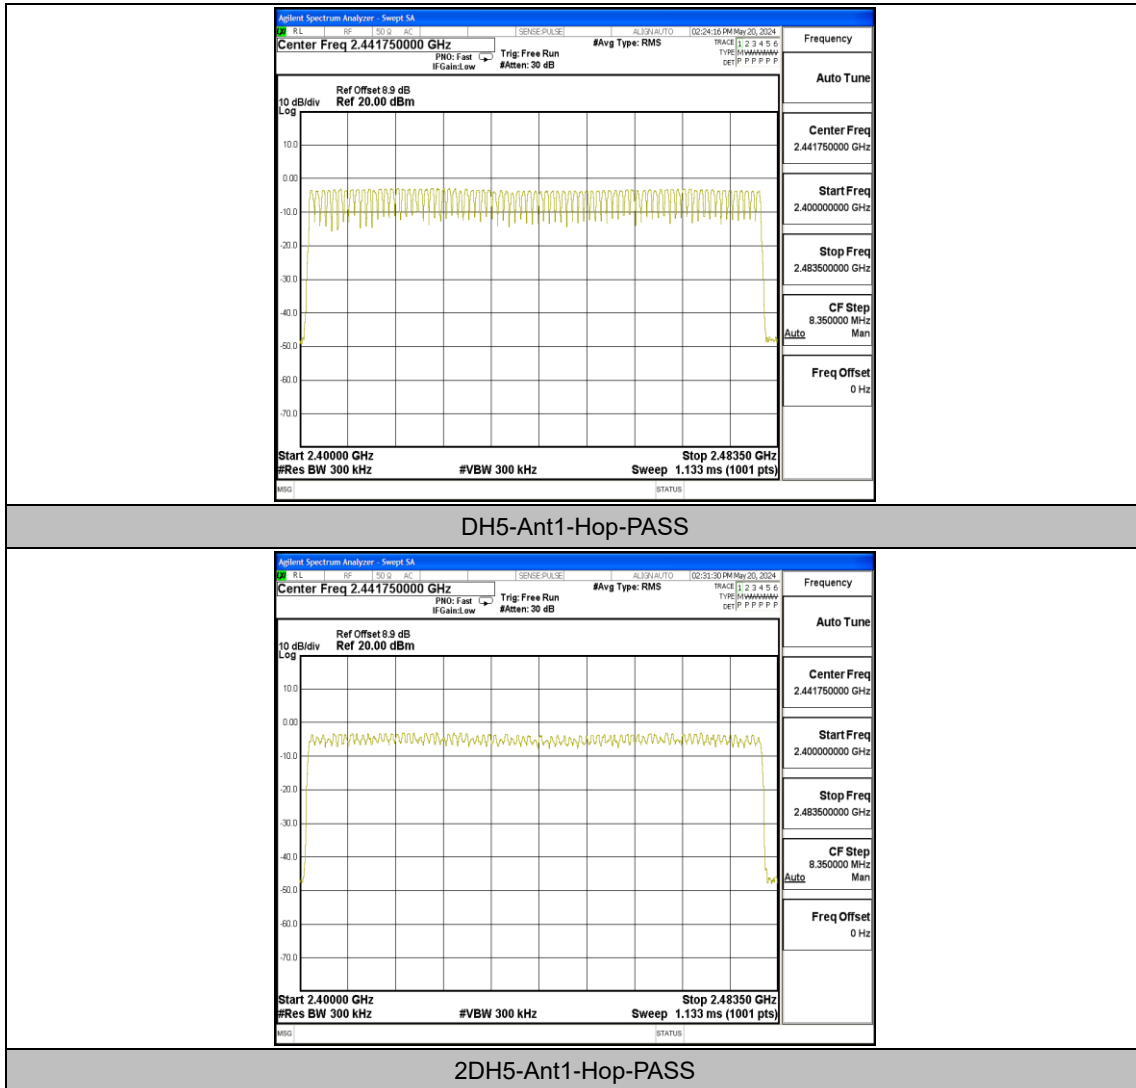 Agilent Spectrum Analyzer - Swept SA
RL RF 50 Ω AC SENSE:PULSE ALIGN AUTO 02:24:16 PM May 20, 2024
Center Freq 2.441750000 GHz
PNO: Fast
IFGain:Low
Trig: Free Run
#Atten: 30 dB
#Avg Type: RMS
TRACE 1 2 3 4 5 6
TYPE M
DET P P P P P P
Ref Offset 8.9 dB
10 dB/div Ref 20.00 dBm
Log
10.0
0.00
-10.0
-20.0
-30.0
-40.0
-50.0
-60.0
-70.0
Start 2.40000 GHz Stop 2.48350 GHz
#Res BW 300 kHz #VBW 300 kHz Sweep 1.133 ms (1001 pts)
MSG STATUS
Frequency
Auto Tune
Center Freq
2.441750000 GHz
Start Freq
2.400000000 GHz
Stop Freq
2.483500000 GHz
CF Step
8.350000 MHz
Auto Man
Freq Offset
0 Hz
DH5-Ant1-Hop-PASS
Agilent Spectrum Analyzer - Swept SA
RL RF 50 Ω AC SENSE:PULSE ALIGN AUTO 02:31:30 PM May 20, 2024
Center Freq 2.441750000 GHz
PNO: Fast
IFGain:Low
Trig: Free Run
#Atten: 30 dB
#Avg Type: RMS
TRACE 1 2 3 4 5 6
TYPE M
DET P P P P P P
Ref Offset 8.9 dB
10 dB/div Ref 20.00 dBm
Log
10.0
0.00
-10.0
-20.0
-30.0
-40.0
-50.0
-60.0
-70.0
Start 2.40000 GHz Stop 2.48350 GHz
#Res BW 300 kHz #VBW 300 kHz Sweep 1.133 ms (1001 pts)
MSG STATUS
Frequency
Auto Tune
Center Freq
2.441750000 GHz
Start Freq
2.400000000 GHz
Stop Freq
2.483500000 GHz
CF Step
8.350000 MHz
Auto Man
Freq Offset
0 Hz
2DH5-Ant1-Hop-PASS